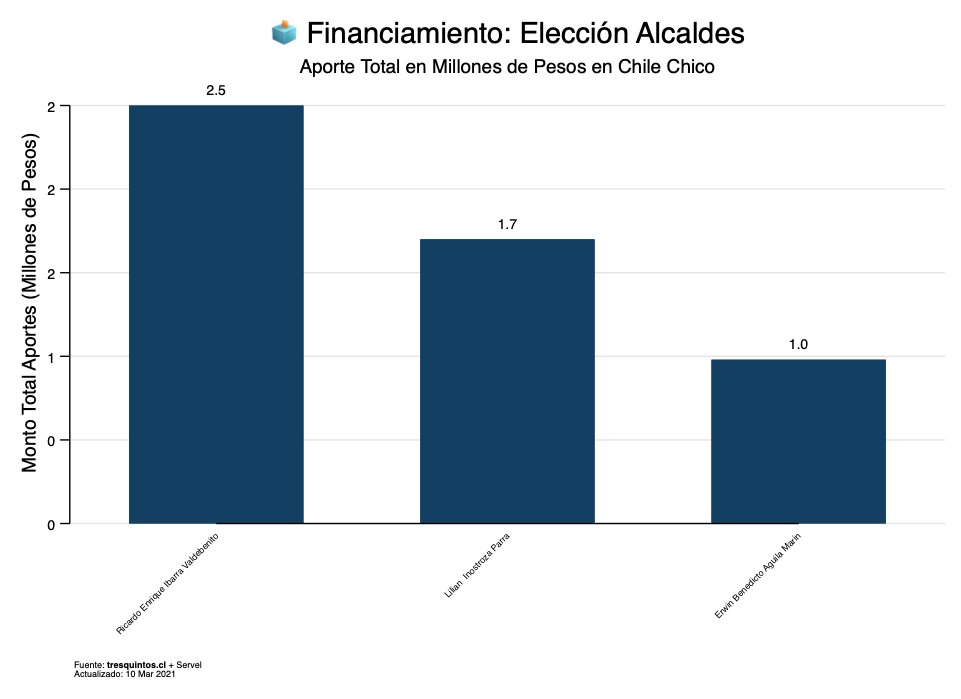 Financiamiento: Elección Alcaldes
Aporte Total en Millones de Pesos en Chile Chico
Monto Total Aportes (Millones de Pesos)
2
2
2
1
0
0
2.5
1.7
1.0
Ricardo Enrique Ibarra Valdebenito
Lilian Inostroza Parra
Erwin Benedicto Aguila Marin
Fuente: tresquintos.cl + Servel
Actualizado: 10 Mar 2021